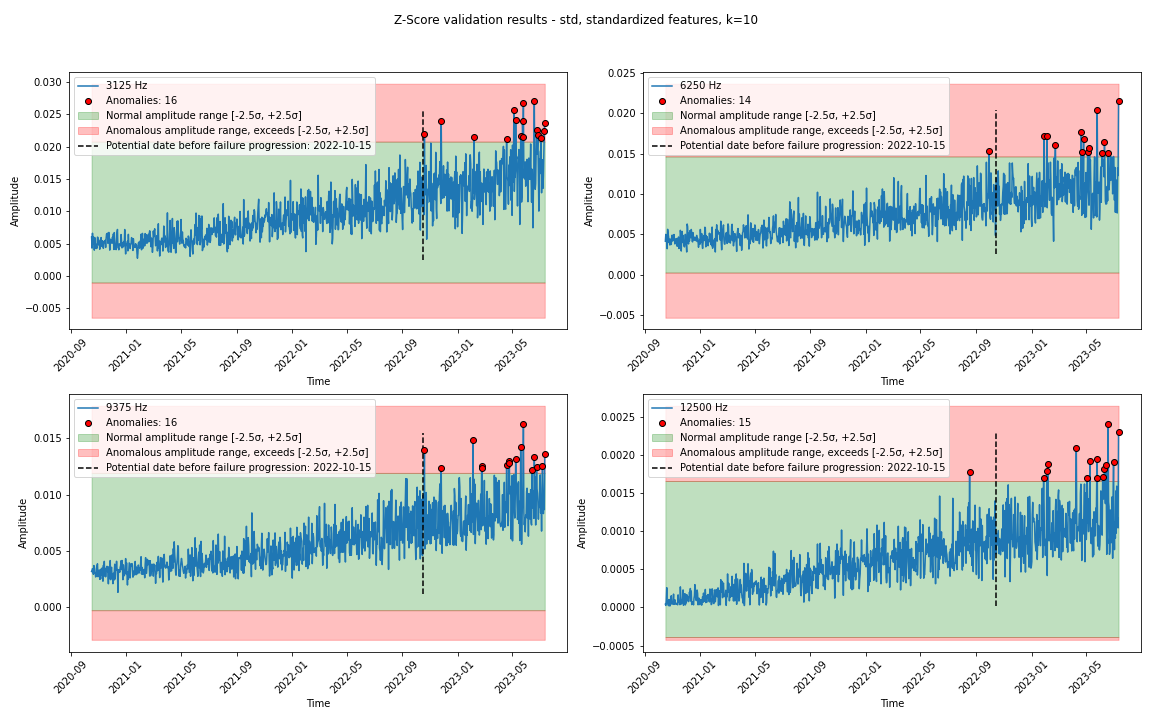 Z-Score validation results - std, standardized features, k=10
3125 Hz
Anomalies: 16
Normal amplitude range [-2.5σ, +2.5σ]
Anomalous amplitude range, exceeds [-2.5σ, +2.5σ]
Potential date before failure progression: 2022-10-15
Amplitude
0.030
0.025
0.020
0.015
0.010
0.005
0.000
−0.005
2020-09
2021-01
2021-05
2021-09
2022-01
2022-05
2022-09
2023-01
2023-05
Time
6250 Hz
Anomalies: 14
Normal amplitude range [-2.5σ, +2.5σ]
Anomalous amplitude range, exceeds [-2.5σ, +2.5σ]
Potential date before failure progression: 2022-10-15
Amplitude
0.025
0.020
0.015
0.010
0.005
0.000
−0.005
2020-09
2021-01
2021-05
2021-09
2022-01
2022-05
2022-09
2023-01
2023-05
Time
9375 Hz
Anomalies: 16
Normal amplitude range [-2.5σ, +2.5σ]
Anomalous amplitude range, exceeds [-2.5σ, +2.5σ]
Potential date before failure progression: 2022-10-15
Amplitude
0.015
0.010
0.005
0.000
2020-09
2021-01
2021-05
2021-09
2022-01
2022-05
2022-09
2023-01
2023-05
Time
12500 Hz
Anomalies: 15
Normal amplitude range [-2.5σ, +2.5σ]
Anomalous amplitude range, exceeds [-2.5σ, +2.5σ]
Potential date before failure progression: 2022-10-15
Amplitude
0.0025
0.0020
0.0015
0.0010
0.0005
0.0000
−0.0005
2020-09
2021-01
2021-05
2021-09
2022-01
2022-05
2022-09
2023-01
2023-05
Time